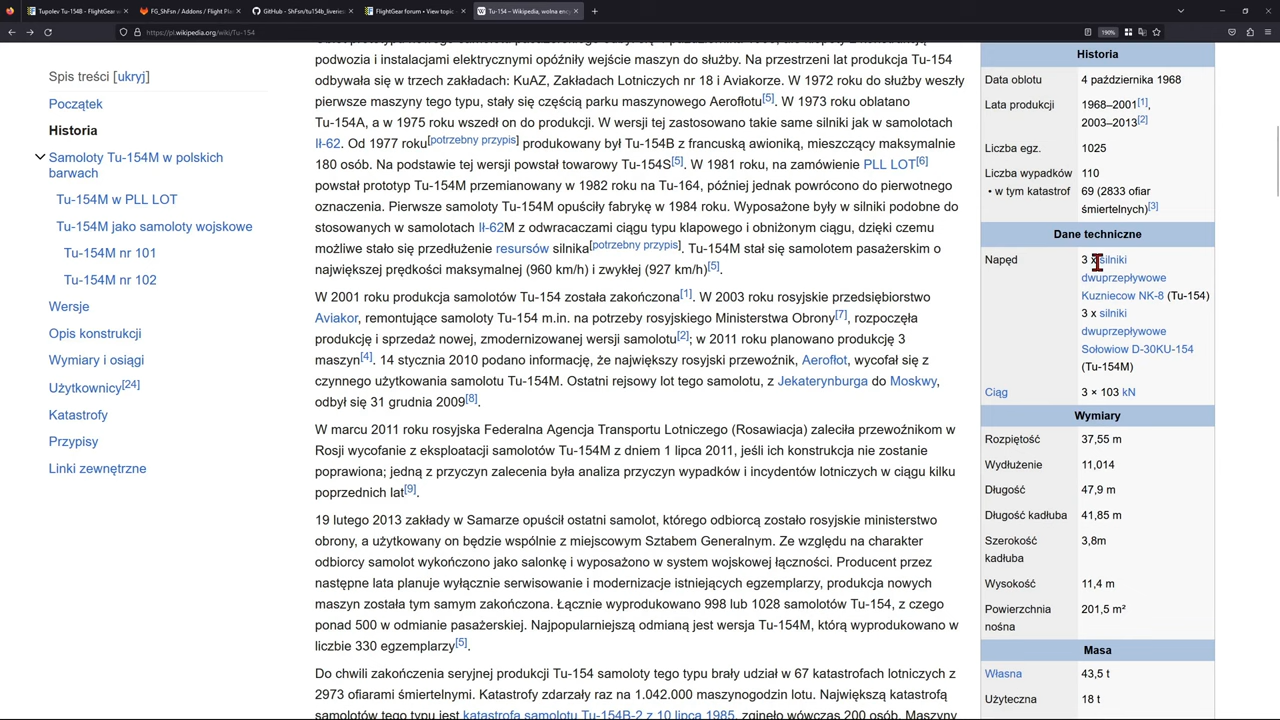 Tupolev Tu-154B - FlightGear w
FG_ShFsn / Addons / Flight Pl
GitHub - ShFsn/tu154b_liveries
FlightGear forum • View topic -
Tu-154 – Wikipedia, wolna enc
https://pl.wikipedia.org/wiki/Tu-154
190%
Spis treści [ukryj]
Początek
Historia
Samoloty Tu-154M w polskich
barwach
Tu-154M w PLL LOT
Tu-154M jako samoloty wojskowe
Tu-154M nr 101
Tu-154M nr 102
Wersje
Opis konstrukcji
Wymiary i osiągi
Użytkownicy[24]
Katastrofy
Przypisy
Linki zewnętrzne
podwozia i instalacjami elektrycznymi opóźniły wejście maszyn do służby. Na przestrzeni lat produkcja Tu-154
odbywała się w trzech zakładach: KuAZ, Zakładach Lotniczych nr 18 i Aviakorze. W 1972 roku do służby weszły
pierwsze maszyny tego typu, stały się częścią parku maszynowego Aerofłotu[5]. W 1973 roku oblatano
Tu-154A, a w 1975 roku wszedł on do produkcji. W wersji tej zastosowano takie same silniki jak w samolotach
Ił-62. Od 1977 roku[potrzebny przypis] produkowany był Tu-154B z francuską awioniką, mieszczący maksymalnie
180 osób. Na podstawie tej wersji powstał towarowy Tu-154S[5]. W 1981 roku, na zamówienie PLL LOT[6]
powstał prototyp Tu-154M przemianowany w 1982 roku na Tu-164, później jednak powrócono do pierwotnego
oznaczenia. Pierwsze samoloty Tu-154M opuściły fabrykę w 1984 roku. Wyposażone były w silniki podobne do
stosowanych w samolotach Ił-62M z odwracaczami ciągu typu klapowego i obniżonym ciągu, dzięki czemu
możliwe stało się przedłużenie resursów silnika[potrzebny przypis]. Tu-154M stał się samolotem pasażerskim o
największej prędkości maksymalnej (960 km/h) i zwykłej (927 km/h)[5].
W 2001 roku produkcja samolotów Tu-154 została zakończona[1]. W 2003 roku rosyjskie przedsiębiorstwo
Aviakor, remontujące samoloty Tu-154 m.in. na potrzeby rosyjskiego Ministerstwa Obrony[7], rozpoczęła
produkcję i sprzedaż nowej, zmodernizowanej wersji samolotu[2]; w 2011 roku planowano produkcję 3
maszyn[4]. 14 stycznia 2010 podano informację, że największy rosyjski przewoźnik, Aerofłot, wycofał się z
czynnego użytkowania samolotu Tu-154M. Ostatni rejsowy lot tego samolotu, z Jekaterynburga do Moskwy,
odbył się 31 grudnia 2009[8].
W marcu 2011 roku rosyjska Federalna Agencja Transportu Lotniczego (Rosawiacja) zaleciła przewoźnikom w
Rosji wycofanie z eksploatacji samolotów Tu-154M z dniem 1 lipca 2011, jeśli ich konstrukcja nie zostanie
poprawiona; jedną z przyczyn zalecenia była analiza przyczyn wypadków i incydentów lotniczych w ciągu kilku
poprzednich lat[9].
19 lutego 2013 zakłady w Samarze opuścił ostatni samolot, którego odbiorcą zostało rosyjskie ministerstwo
obrony, a użytkowany on będzie wspólnie z miejscowym Sztabem Generalnym. Ze względu na charakter
odbiorcy samolot wykończono jako salonkę i wyposażono w system wojskowej łączności. Producent przez
następne lata planuje wyłącznie serwisowanie i modernizacje istniejących egzemplarzy, produkcja nowych
maszyn została tym samym zakończona. Łącznie wyprodukowano 998 lub 1028 samolotów Tu-154, z czego
ponad 500 w odmianie pasażerskiej. Najpopularniejszą odmianą jest wersja Tu-154M, którą wyprodukowano w
liczbie 330 egzemplarzy[5].
Do chwili zakończenia seryjnej produkcji Tu-154 samoloty tego typu brały udział w 67 katastrofach lotniczych z
2973 ofiarami śmiertelnymi. Katastrofy zdarzały raz na 1.042.000 maszynogodzin lotu. Największą katastrofą
samolotów tego typu jest katastrofa samolotu Tu-154B-2 z 10 lipca 1985, zginęło wówczas 200 osób. Maszyny
Historia
Data oblotu 4 października 1968
Lata produkcji 1968–2001[1],
2003–2013[2]
Liczba egz. 1025
Liczba wypadków 110
• w tym katastrof 69 (2833 ofiar
śmiertelnych)[3]
Dane techniczne
Napęd 3 x silniki
dwuprzepływowe
Kuzniecow NK-8 (Tu-154)
3 x silniki
dwuprzepływowe
Sołowiow D-30KU-154
(Tu-154M)
Ciąg 3 × 103 kN
Wymiary
Rozpiętość 37,55 m
Wydłużenie 11,014
Długość 47,9 m
Długość kadłuba 41,85 m
Szerokość
kadłuba 3,8m
Wysokość 11,4 m
Powierzchnia
nośna 201,5 m²
Masa
Własna 43,5 t
Użyteczna 18 t